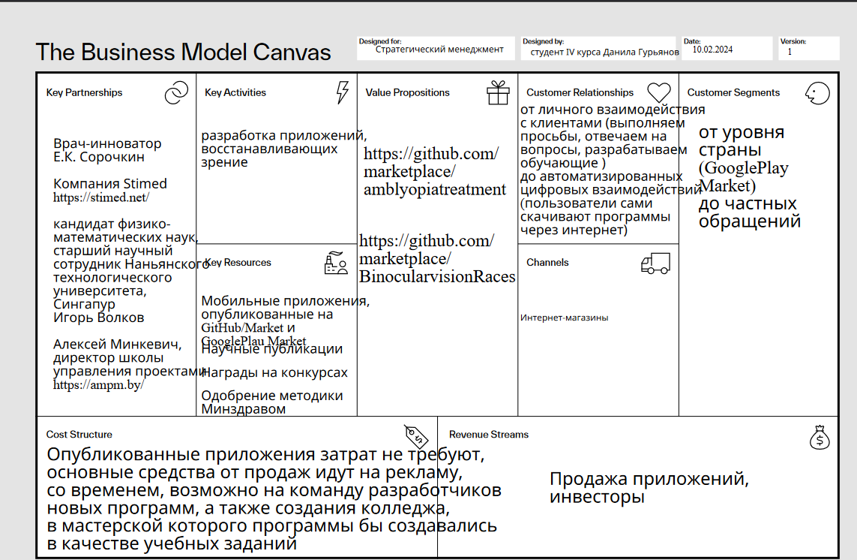 The Business Model Canvas
Designed for:
Стратегический менеджмент
Designed by:
студент IV курса Данила Гурьянов
Date:
10.02.2024
Version:
1
Key Partnerships
Врач-инноватор
Е.К. Сорочкин
Компания Stimed
https://stimed.net/
кандидат физико-
математических наук,
старший научный
сотрудник Наньянского
технологического
университета,
Сингапур
Игорь Волков
Алексей Минкевич,
директор школы
управления проектами
https://ampm.by/
Key Activities
разработка приложений,
восстанавливающих
зрение
Key Resources
Мобильные приложения,
опубликованные на
GitHub/Market и
GooglePlau Market
Научные публикации
Награды на конкурсах
Одобрение методики
Минздравом
Value Propositions
https://github.com/
marketplace/
amblyopiatreatment
https://github.com/
marketplace/
BinocularvisionRaces
Customer Relationships
от личного взаимодействия
с клиентами (выполняем
просьбы, отвечаем на
вопросы, разрабатываем
обучающие )
до автоматизированных
цифровых взаимодействий
(пользователи сами
скачивают программы
через интернет)
Channels
Интернет-магазины
Customer Segments
от уровня
страны
(GooglePlay
Market)
до частных
обращений
Cost Structure
Опубликованные приложения затрат не требуют,
основные средства от продаж идут на рекламу,
со временем, возможно на команду разработчиков
новых программ, а также создания колледжа,
в мастерской которого программы бы создавались
в качестве учебных заданий
Revenue Streams
Продажа приложений,
инвесторы